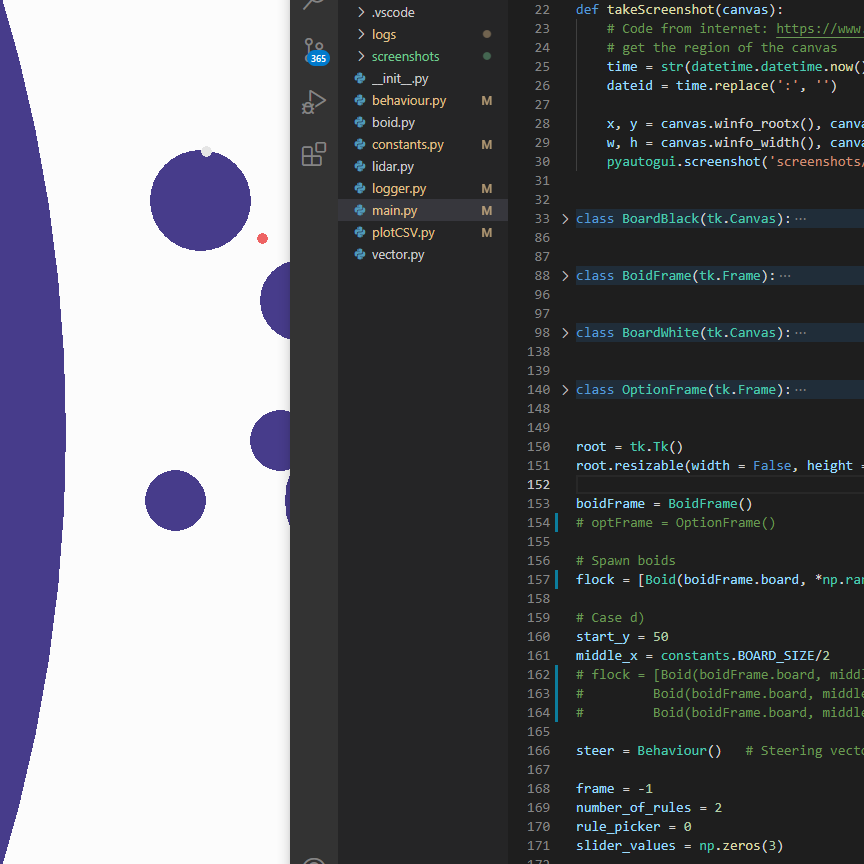 .vscode
logs
365
screenshots
__init__.py
behaviour.py M
boid.py
constants.py M
lidar.py
logger.py M
main.py M
plotCSV.py M
vector.py
22 def takeScreenshot(canvas):
23 # Code from internet: https://www.
24 # get the region of the canvas
25 time = str(datetime.datetime.now()
26 dateid = time.replace(':', '')
27
28 x, y = canvas.winfo_rootx(), canva
29 w, h = canvas.winfo_width(), canva
30 pyautogui.screenshot('screenshots/
31
32
33 class BoardBlack(tk.Canvas): ···
86
87
88 class BoidFrame(tk.Frame): ···
96
97
98 class BoardWhite(tk.Canvas): ···
138
139
140 class OptionFrame(tk.Frame): ···
148
149
150 root = tk.Tk()
151 root.resizable(width = False, height =
152
153 boidFrame = BoidFrame()
154 # optFrame = OptionFrame()
155
156 # Spawn boids
157 flock = [Boid(boidFrame.board, *np.ran
158
159 # Case d)
160 start_y = 50
161 middle_x = constants.BOARD_SIZE/2
162 # flock = [Boid(boidFrame.board, middl
163 # Boid(boidFrame.board, middle
164 # Boid(boidFrame.board, middle
165
166 steer = Behaviour() # Steering vecto
167
168 frame = -1
169 number_of_rules = 2
170 rule_picker = 0
171 slider_values = np.zeros(3)